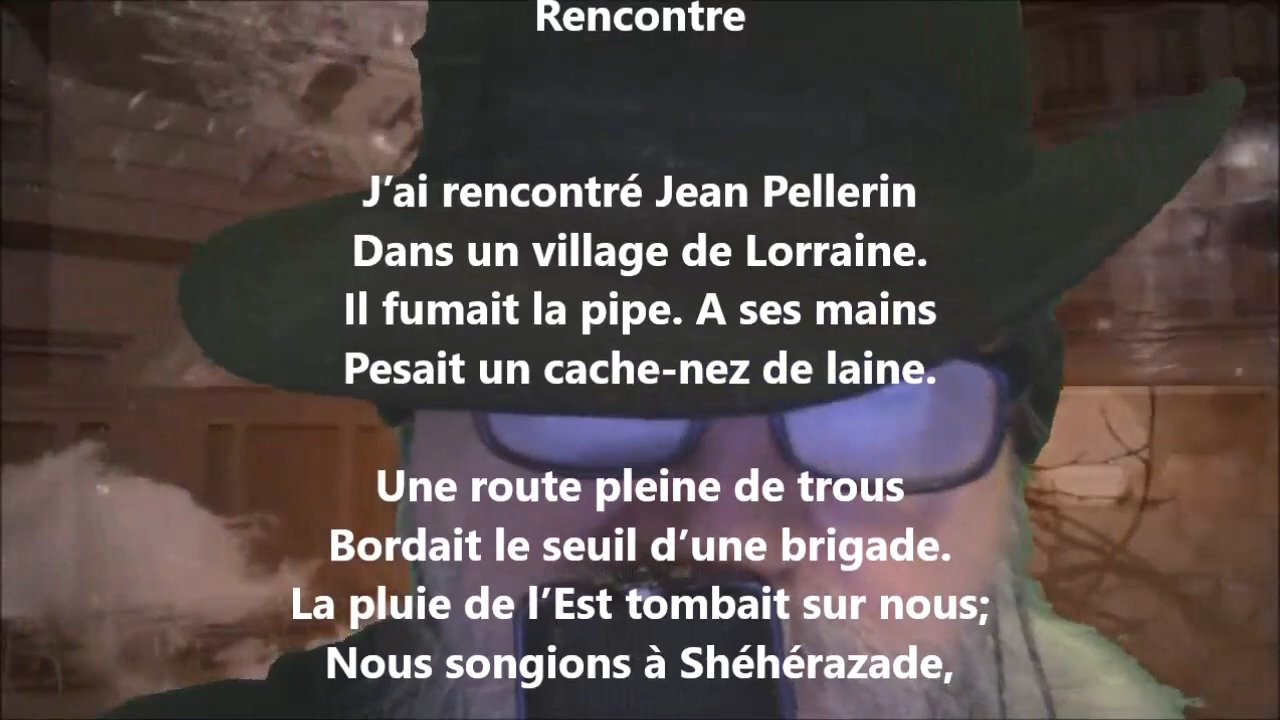 Rencontre
J’ai rencontré Jean Pellerin
Dans un village de Lorraine.
Il fumait la pipe. A ses mains
Pesait un cache-nez de laine.
Une route pleine de trous
Bordait le seuil d’une brigade.
La pluie de l’Est tombait sur nous;
Nous songions à Shéhérazade,